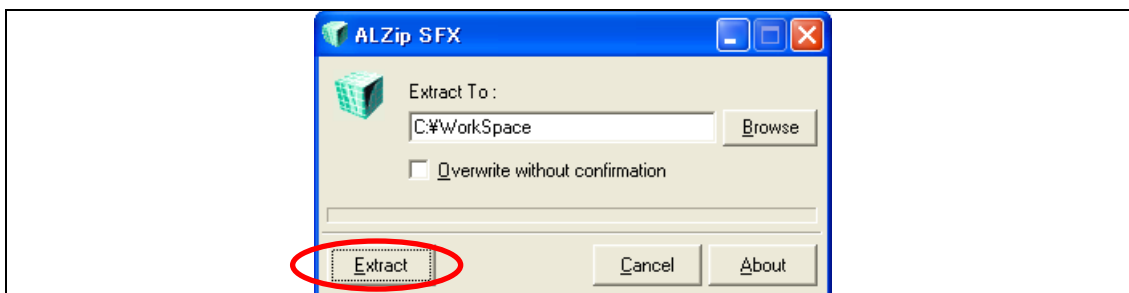 ALZip SFX
Extract To :
C:¥WorkSpace
Browse
Overwrite without confirmation
Extract
Cancel
About